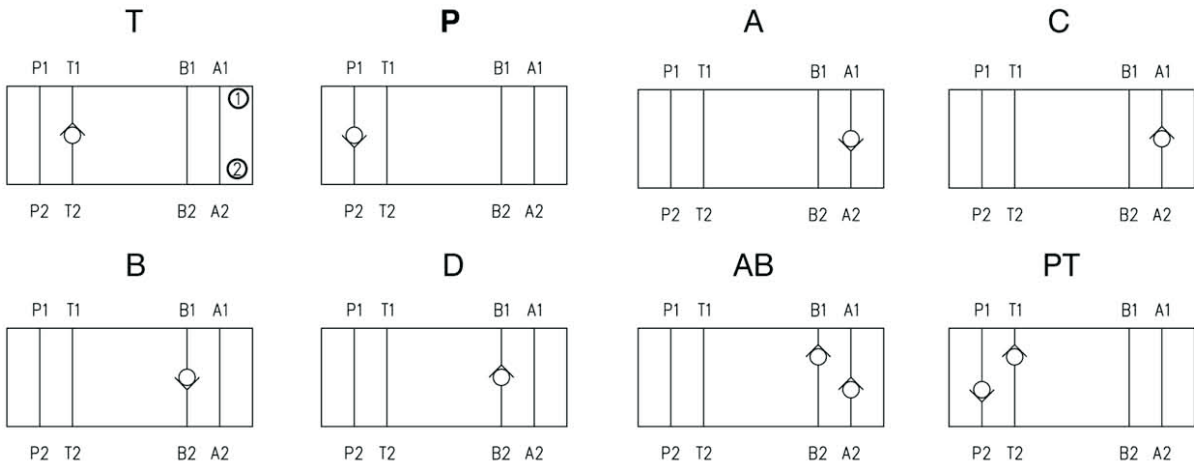 T P A C
P1 T1 B1 A1 P1 T1 B1 A1 P1 T1 B1 A1 P1 T1 B1 A1
①
②
P2 T2 B2 A2 P2 T2 B2 A2 P2 T2 B2 A2 P2 T2 B2 A2
B D AB PT
P1 T1 B1 A1 P1 T1 B1 A1 P1 T1 B1 A1 P1 T1 B1 A1
P2 T2 B2 A2 P2 T2 B2 A2 P2 T2 B2 A2 P2 T2 B2 A2